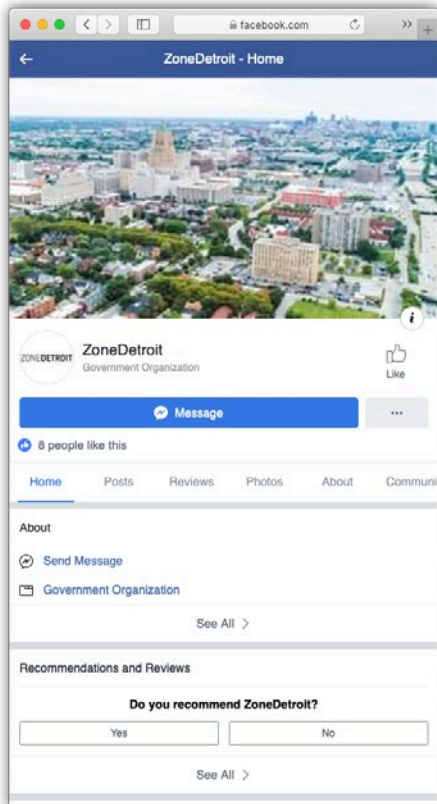 facebook.com
ZoneDetroit - Home
ZONEDETROIT
ZoneDetroit
Government Organization
Like
Message
8 people like this
Home Posts Reviews Photos About Communi
About
Send Message
Government Organization
See All
Recommendations and Reviews
Do you recommend ZoneDetroit?
Yes No
See All